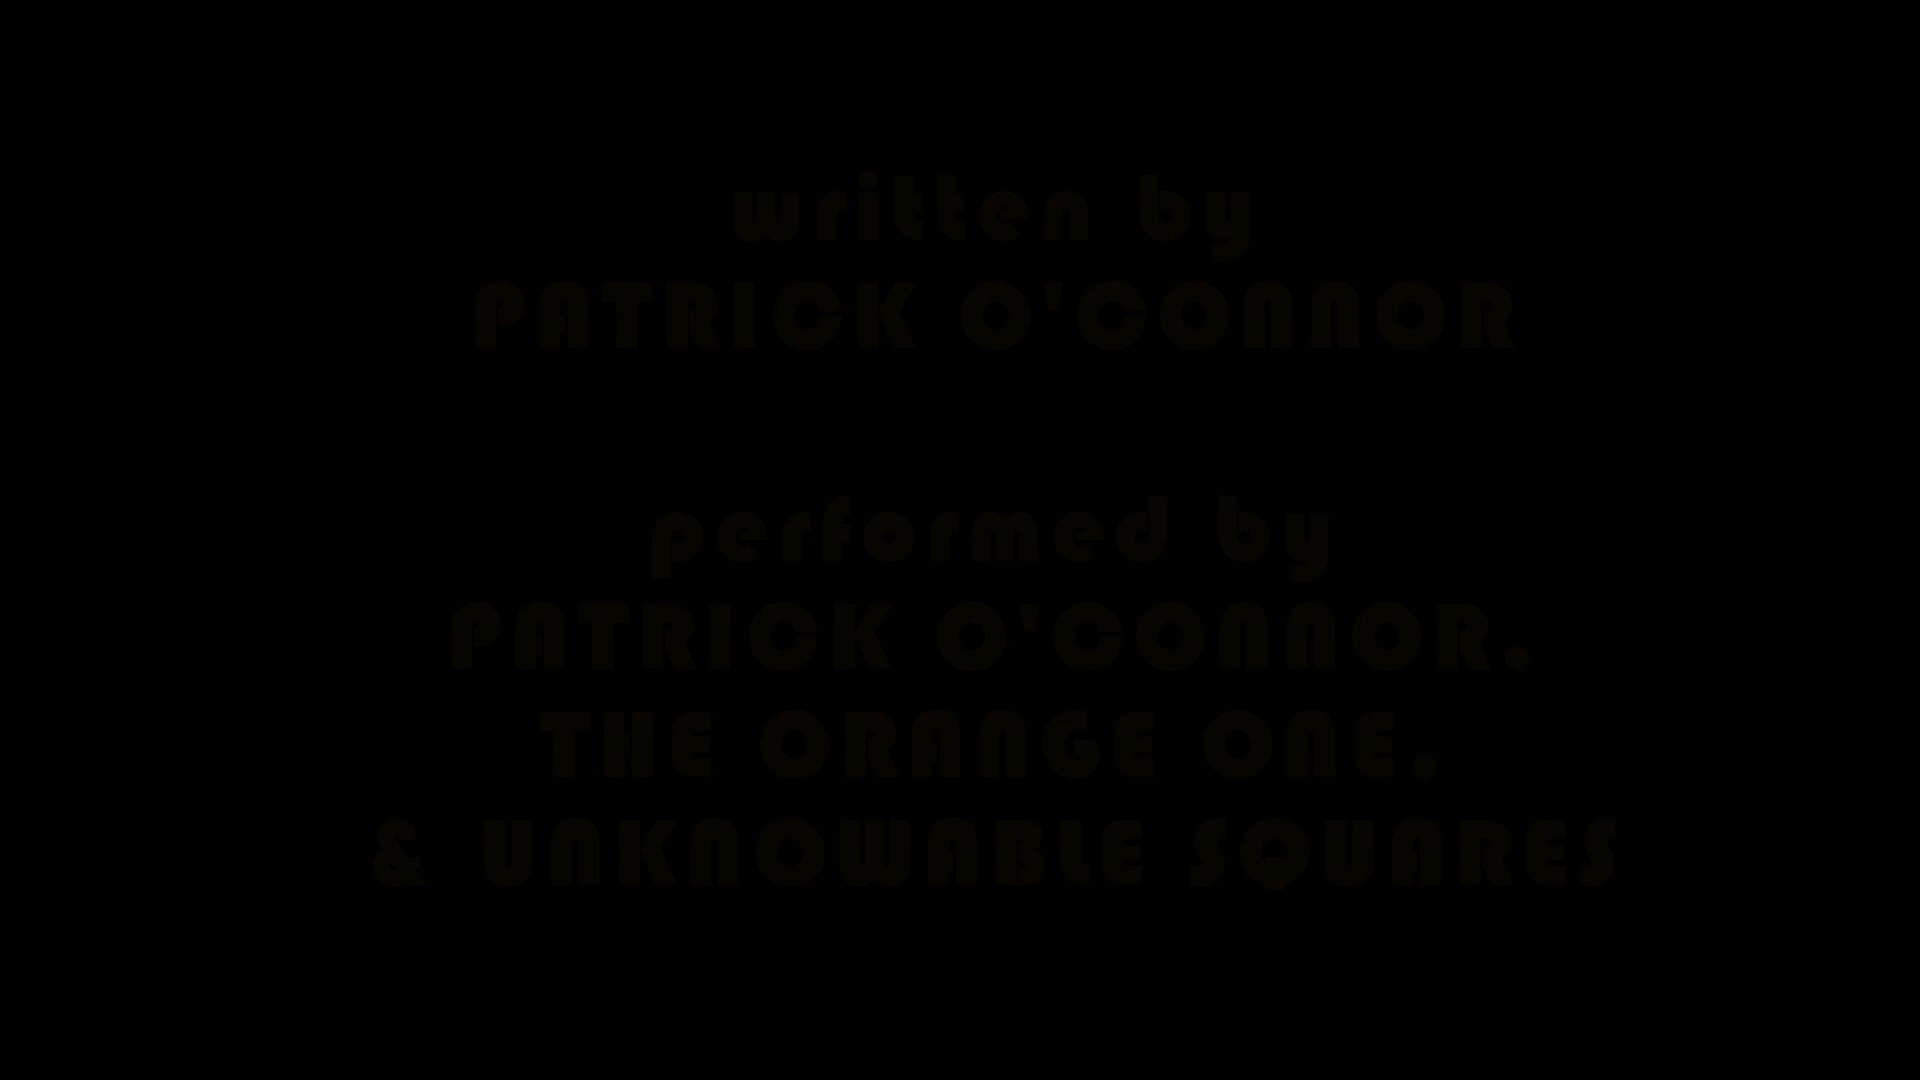 written by
PATRICK O'CONNOR
performed by
PATRICK O'CONNOR,
THE ORANGE ONE,
& UNKNOWABLE SQUARES